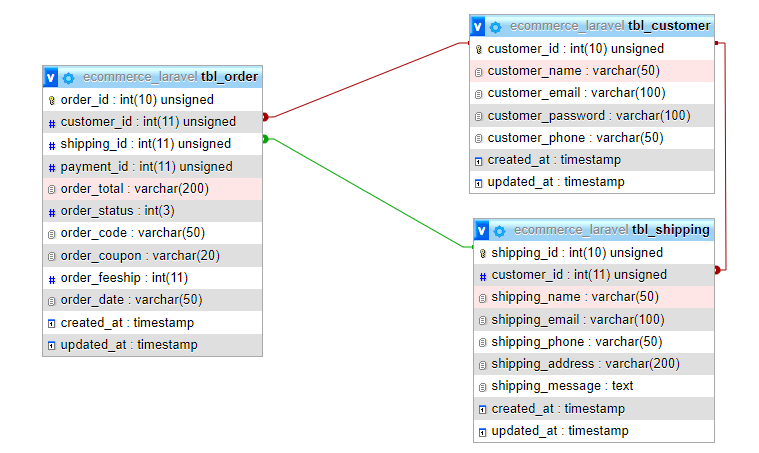 ecommerce_laravel tbl_order
order_id : int(10) unsigned
customer_id : int(11) unsigned
shipping_id : int(11) unsigned
payment_id : int(11) unsigned
order_total : varchar(200)
order_status : int(3)
order_code : varchar(50)
order_coupon : varchar(20)
order_feeship : int(11)
order_date : varchar(50)
created_at : timestamp
updated_at : timestamp
ecommerce_laravel tbl_customer
customer_id : int(10) unsigned
customer_name : varchar(50)
customer_email : varchar(100)
customer_password : varchar(100)
customer_phone : varchar(50)
created_at : timestamp
updated_at : timestamp
ecommerce_laravel tbl_shipping
shipping_id : int(10) unsigned
customer_id : int(11) unsigned
shipping_name : varchar(50)
shipping_email : varchar(100)
shipping_phone : varchar(50)
shipping_address : varchar(200)
shipping_message : text
created_at : timestamp
updated_at : timestamp